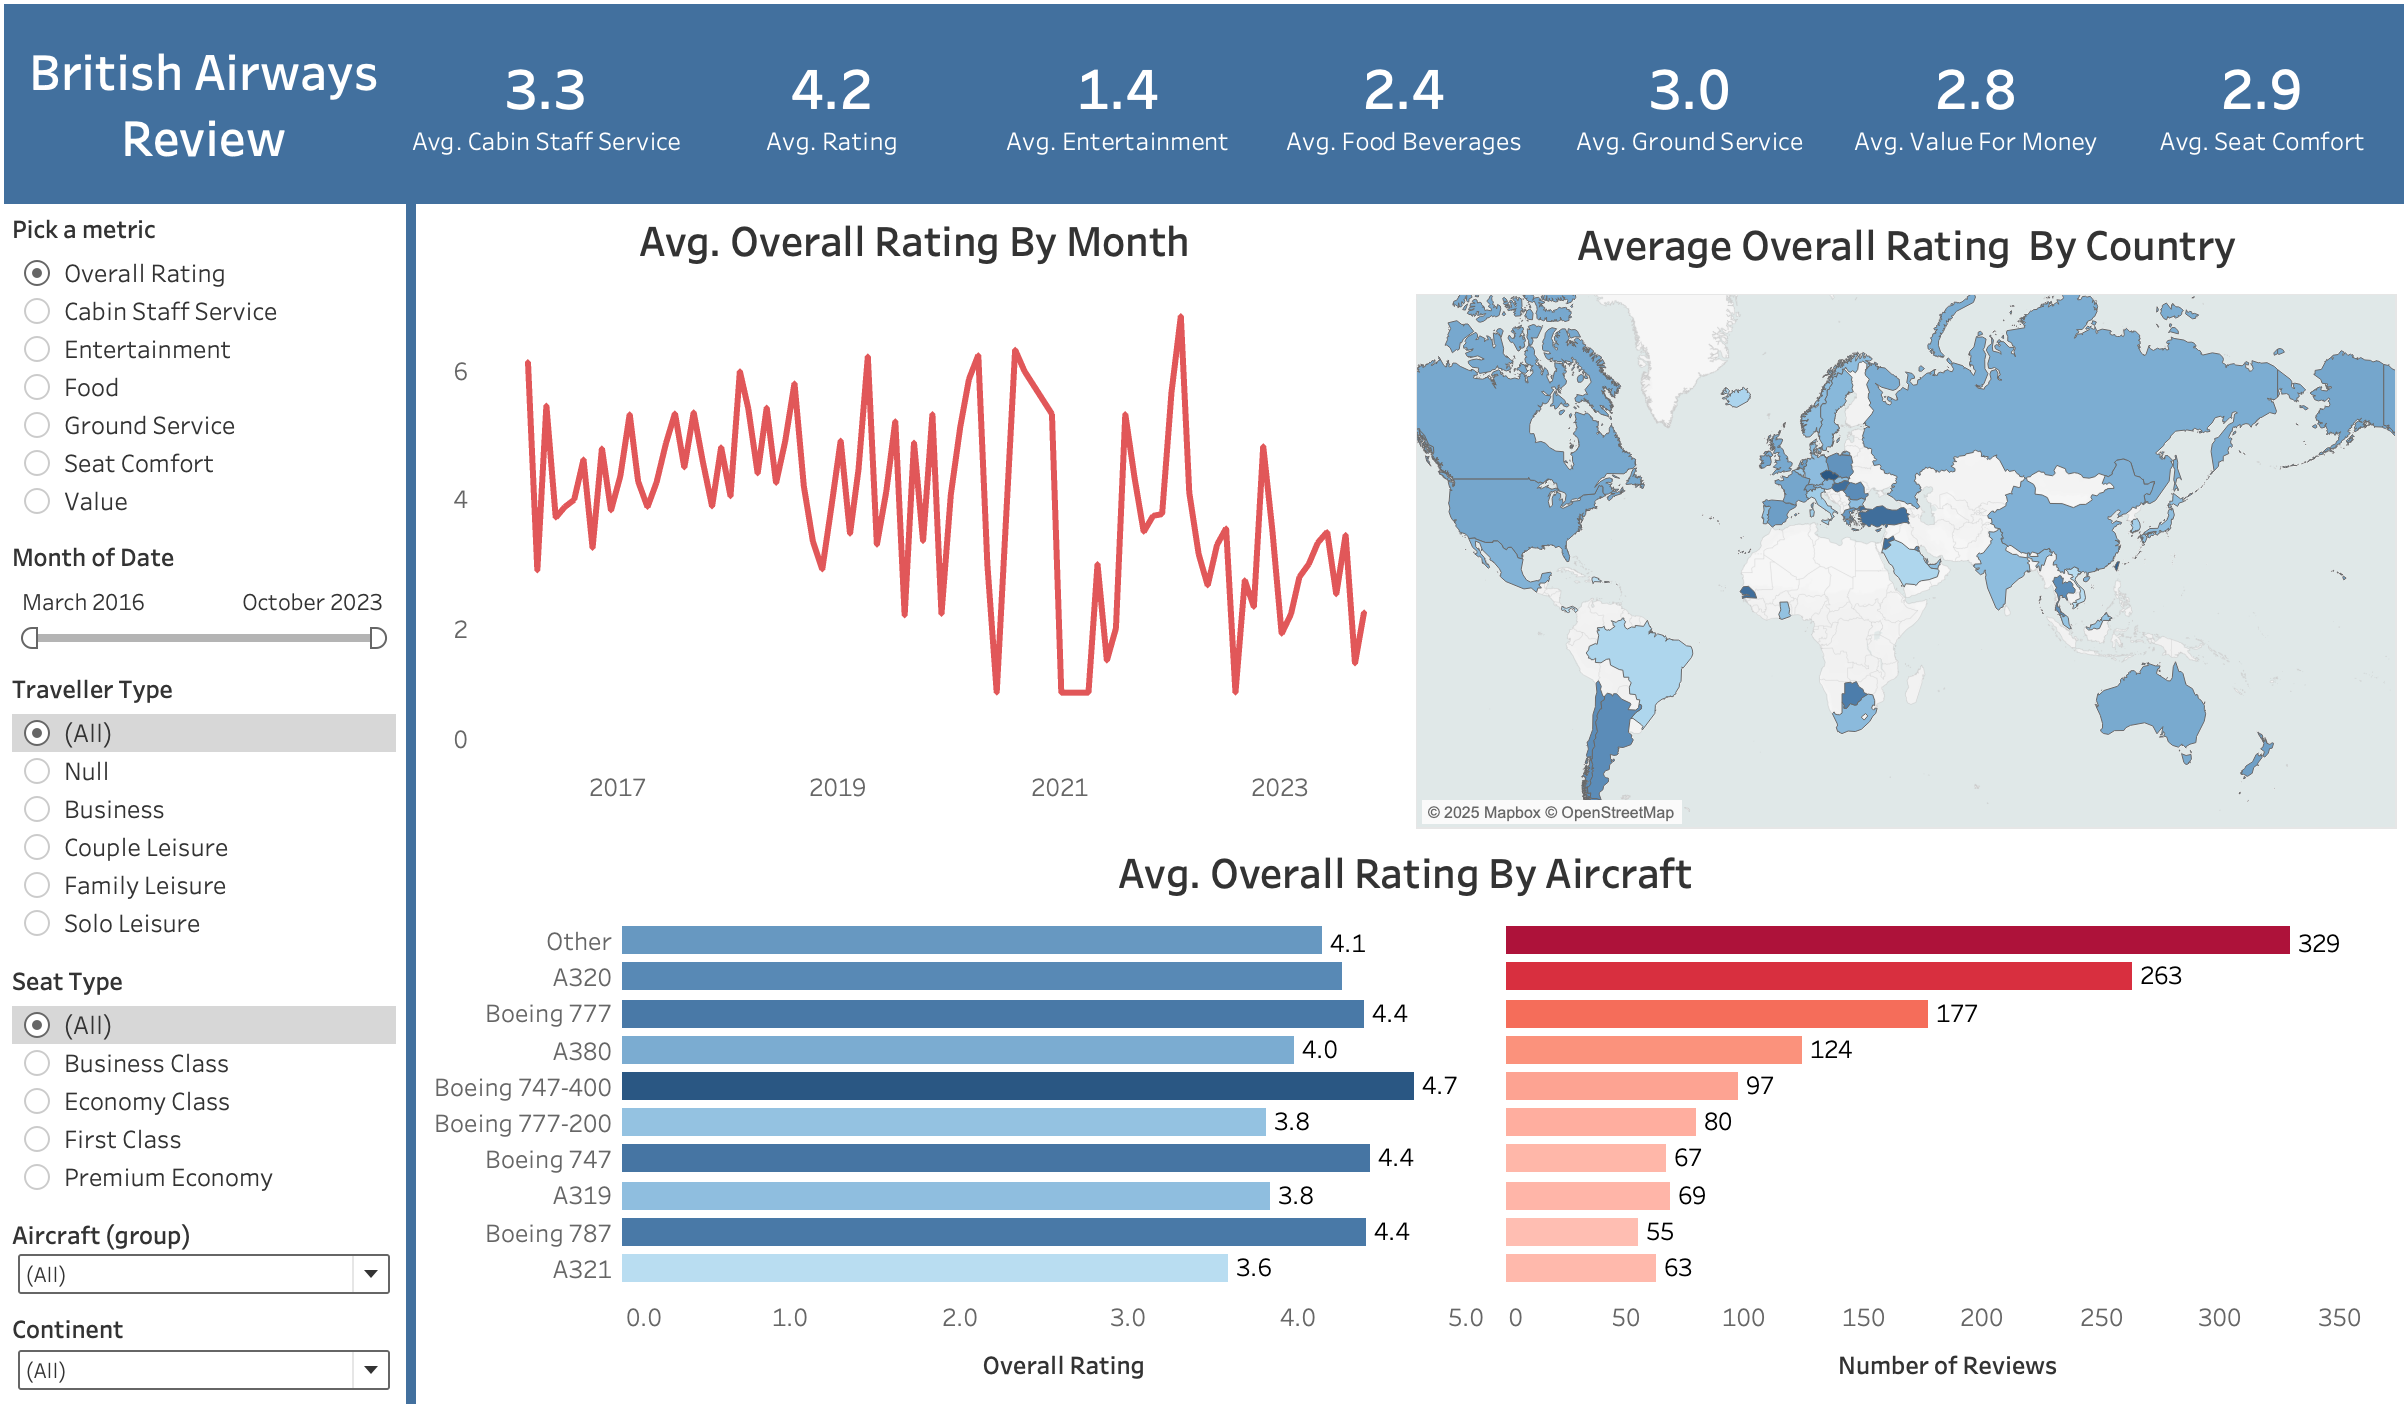 British Airways
Review
3.3
Avg. Cabin Staff Service
4.2
Avg. Rating
1.4
Avg. Entertainment
2.4
Avg. Food Beverages
3.0
Avg. Ground Service
2.8
Avg. Value For Money
2.9
Avg. Seat Comfort
Pick a metric
Overall Rating
Cabin Staff Service
Entertainment
Food
Ground Service
Seat Comfort
Value
Month of Date
March 2016 October 2023
Traveller Type
(All)
Null
Business
Couple Leisure
Family Leisure
Solo Leisure
Seat Type
(All)
Business Class
Economy Class
First Class
Premium Economy
Aircraft (group)
(All)
Continent
(All)
Avg. Overall Rating By Month
6
4
2
0
2017 2019 2021 2023
Average Overall Rating By Country
© 2025 Mapbox © OpenStreetMap
Avg. Overall Rating By Aircraft
Other 4.1 329
A320 263
Boeing 777 4.4 177
A380 4.0 124
Boeing 747-400 4.7 97
Boeing 777-200 3.8 80
Boeing 747 4.4 67
A319 3.8 69
Boeing 787 4.4 55
A321 3.6 63
0.0 1.0 2.0 3.0 4.0 5.0 0 50 100 150 200 250 300 350
Overall Rating Number of Reviews